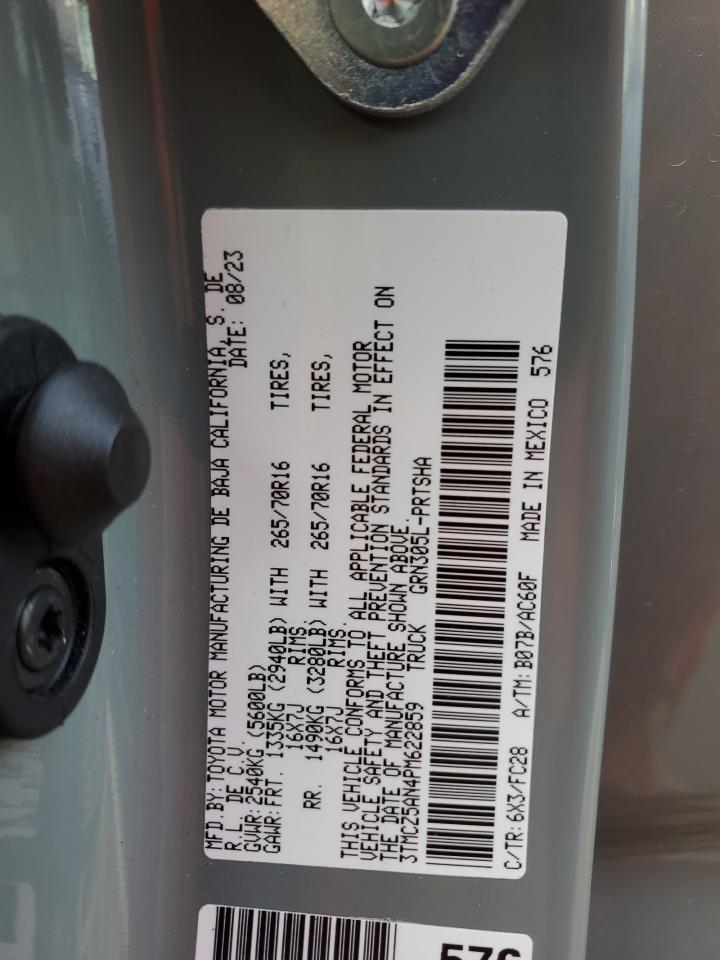 MFD.BY: TOYOTA MOTOR MANUFACTURING DE BAJA CALIFORNIA, S. DE
R.L. DE C.V. DATE: 08/23
GVWR:2540KG (5600LB)
GAWR:FRT. 1335KG (2940LB) WITH 265/70R16 TIRES,
16X7J RIMS.
RR. 1490KG (3280LB) WITH 265/70R16 TIRES,
16X7J RIMS.
THIS VEHICLE CONFORMS TO ALL APPLICABLE FEDERAL MOTOR
VEHICLE SAFETY AND THEFT PREVENTION STANDARDS IN EFFECT ON
THE DATE OF MANUFACTURE SHOWN ABOVE.
3TMCZ5AN4PM622859 TRUCK GRN305L-PRTSHA
C/TR:6X3/FC28 A/TM:B07B/AC60F MADE IN MEXICO 576
576